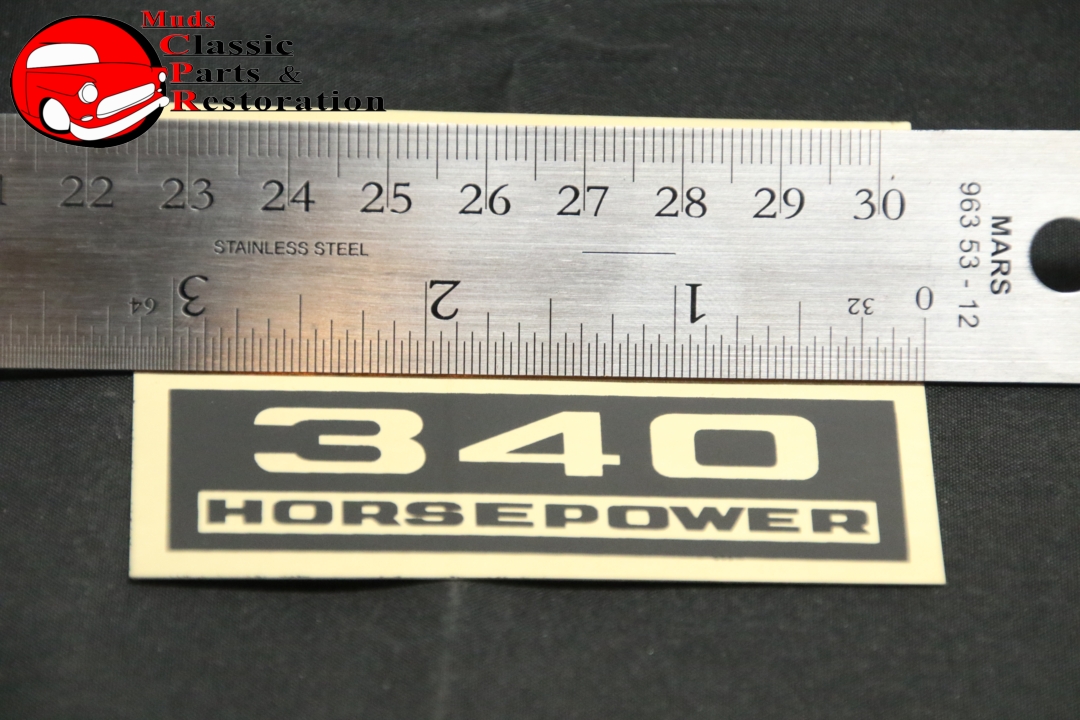 Muds
Classic
Parts &
Restoration
22 23 24 25 26 27 28 29 30
STAINLESS STEEL
MARS
963 53 - 12
64 3 2 1 32 0
340
HORSEPOWER